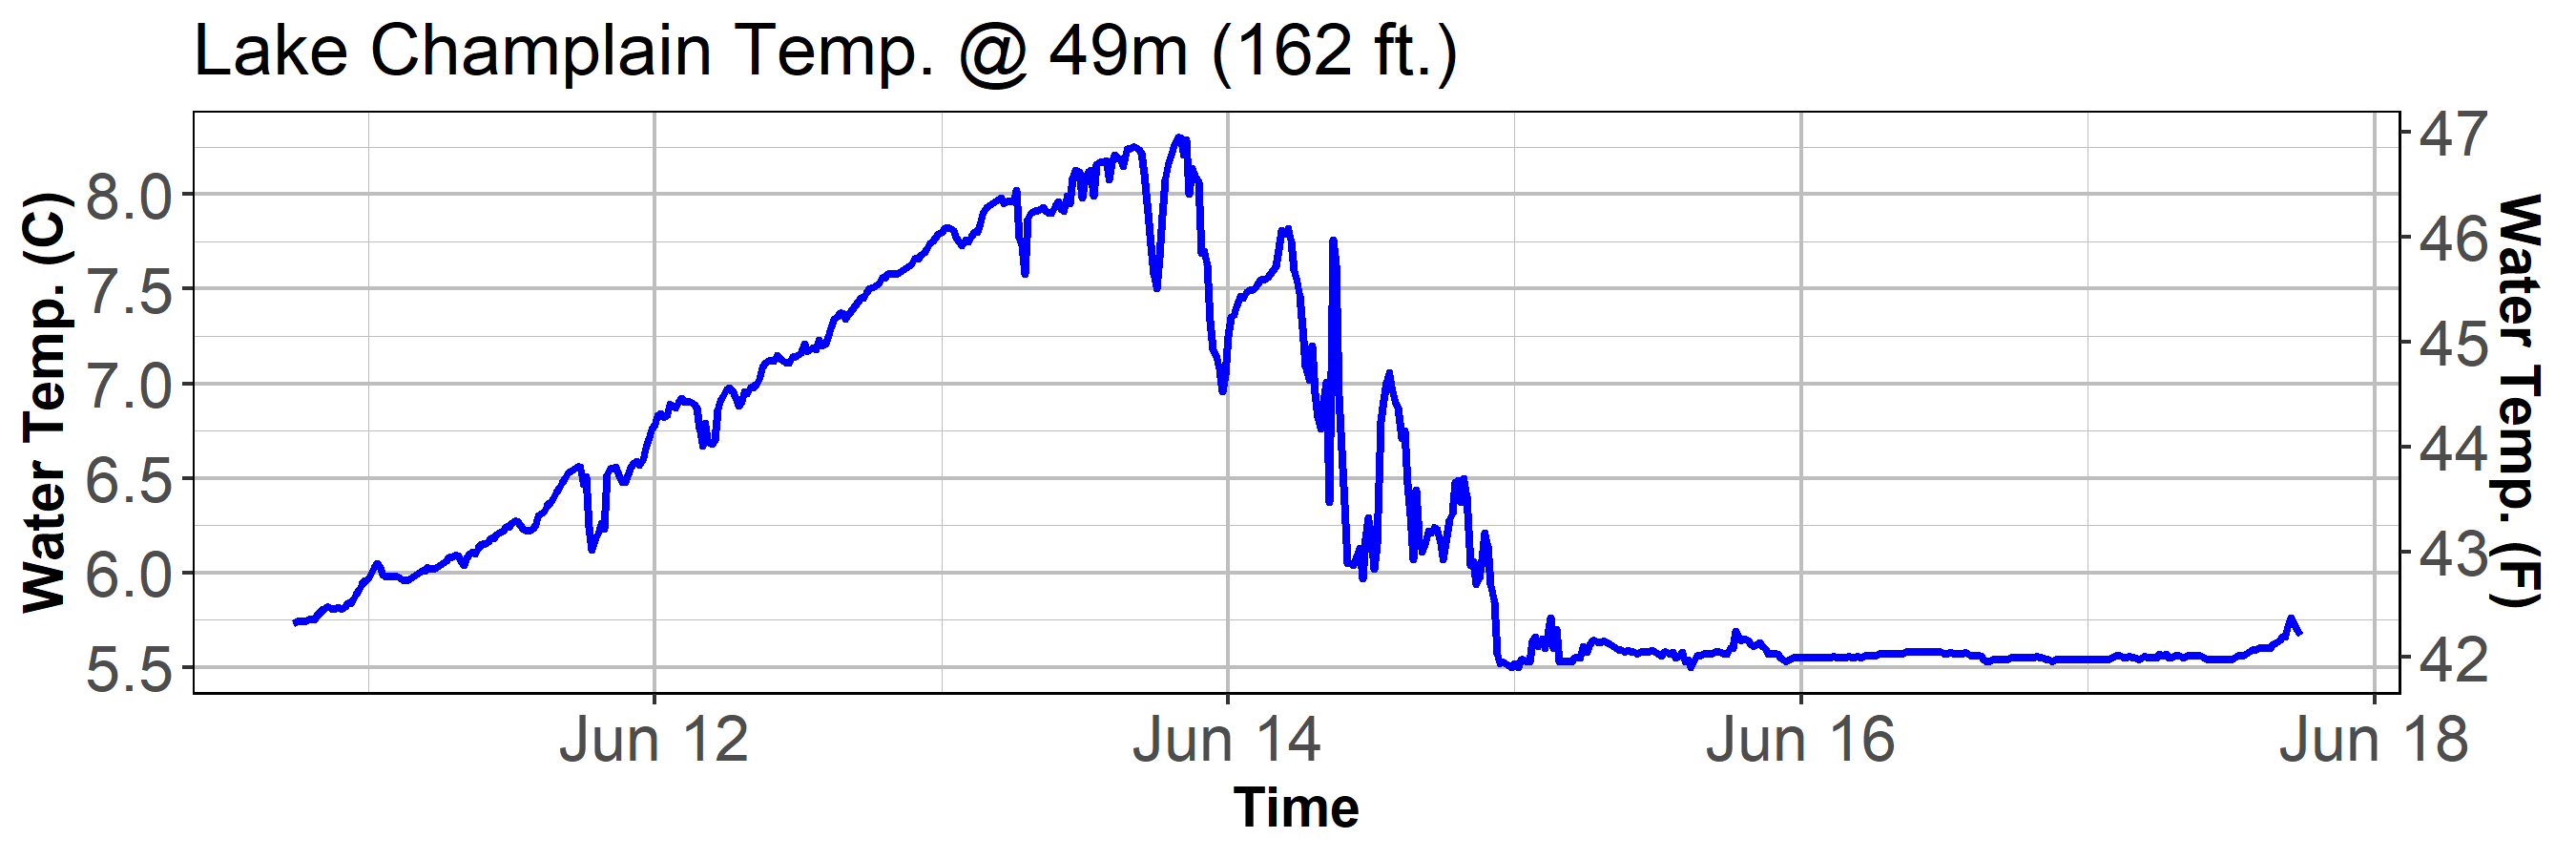 Lake Champlain Temp. @ 49m (162 ft.)
Water Temp. (C)
8.0
7.5
7.0
6.5
6.0
5.5
47
46
45
44
43
42
Water Temp. (F)
Jun 12 Jun 14 Jun 16 Jun 18
Time